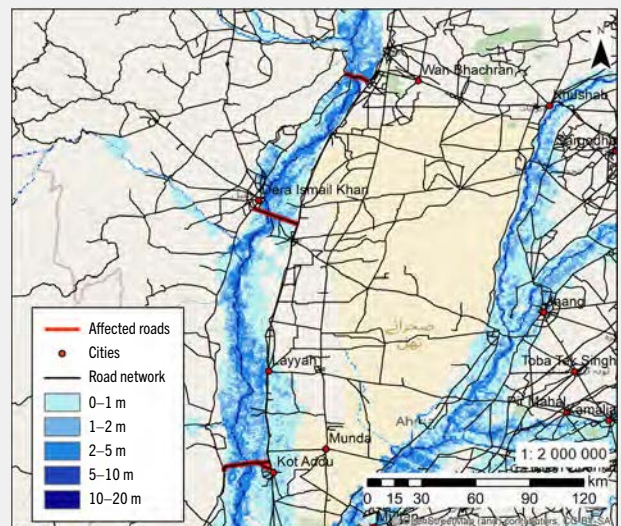 N
Wan Bhachran
Khushab
Sargodha
Dera Ismail Khan
Jhang
صحرائے
تھل
Layyah
Toba Tek Singh
Pir Mahal
Kamalia
Munda
Kot Addu
Affected roads
Cities
Road network
0–1 m
1–2 m
2–5 m
5–10 m
10–20 m
1: 2 000 000
0 15 30 60 90 120
KM